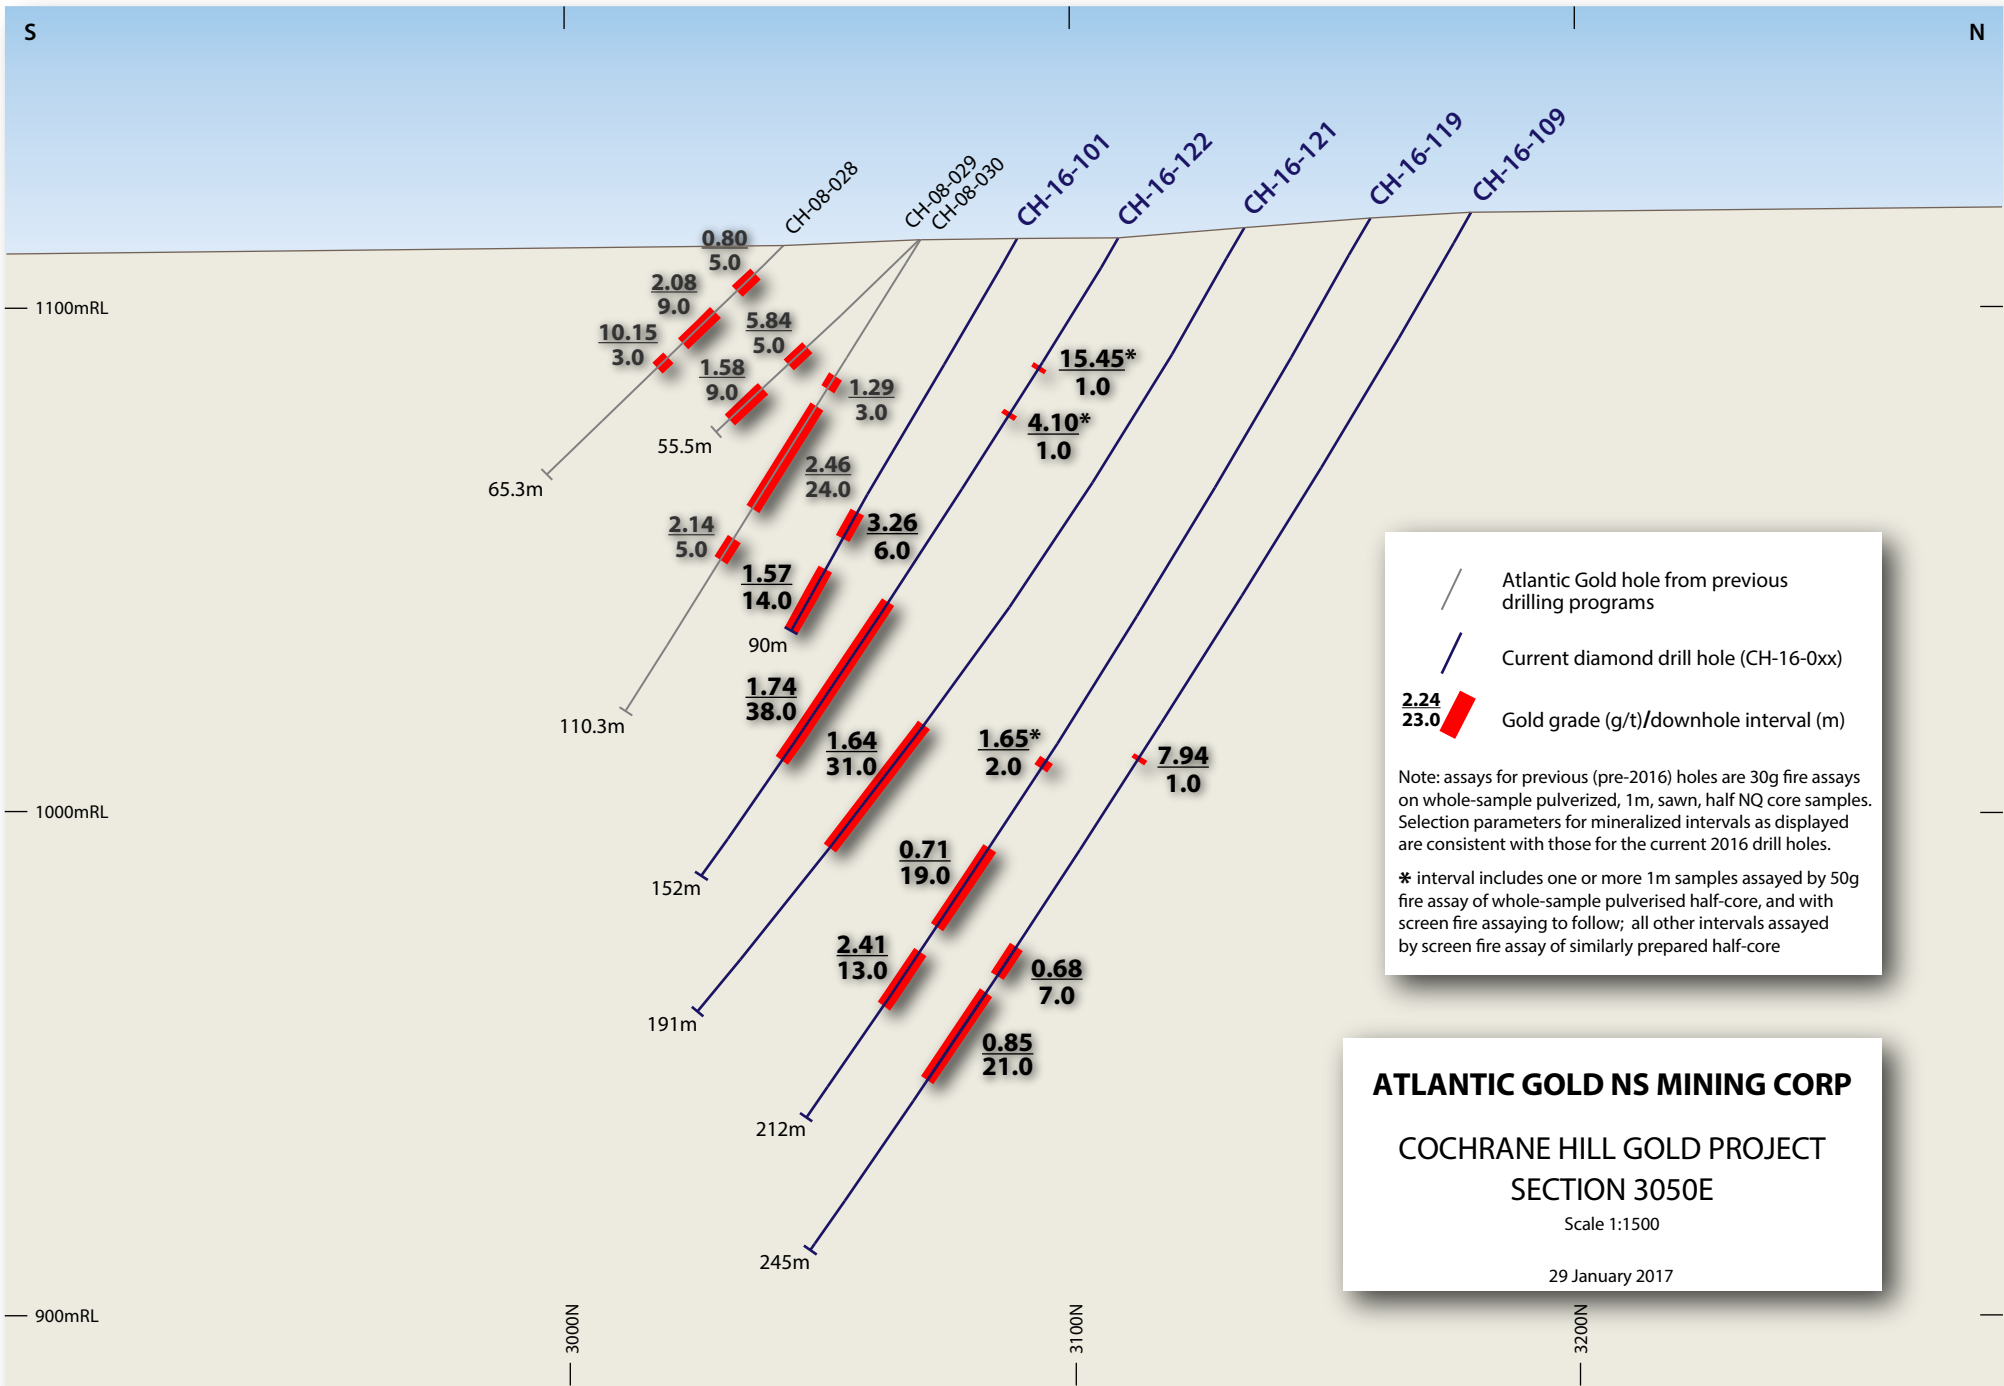 S
N
CH-08-028
CH-08-029
CH-08-030
CH-16-101
CH-16-122
CH-16-121
CH-16-119
CH-16-109
0.80
5.0
2.08
9.0
10.15
3.0
5.84
5.0
1.58
9.0
1.29
3.0
15.45*
1.0
4.10*
1.0
1100mRL
55.5m
65.3m
2.46
24.0
2.14
5.0
3.26
6.0
1.57
14.0
90m
1.74
38.0
110.3m
1.64
31.0
1.65*
2.0
7.94
1.0
1000mRL
152m
0.71
19.0
2.41
13.0
0.68
7.0
191m
0.85
21.0
212m
245m
900mRL
3000N
3100N
3200N
Atlantic Gold hole from previous
drilling programs
Current diamond drill hole (CH-16-0xx)
2.24
23.0
Gold grade (g/t)/downhole interval (m)
Note: assays for previous (pre-2016) holes are 30g fire assays
on whole-sample pulverized, 1m, sawn, half NQ core samples.
Selection parameters for mineralized intervals as displayed
are consistent with those for the current 2016 drill holes.
* interval includes one or more 1m samples assayed by 50g
fire assay of whole-sample pulverised half-core, and with
screen fire assaying to follow; all other intervals assayed
by screen fire assay of similarly prepared half-core
ATLANTIC GOLD NS MINING CORP
COCHRANE HILL GOLD PROJECT
SECTION 3050E
Scale 1:1500
29 January 2017